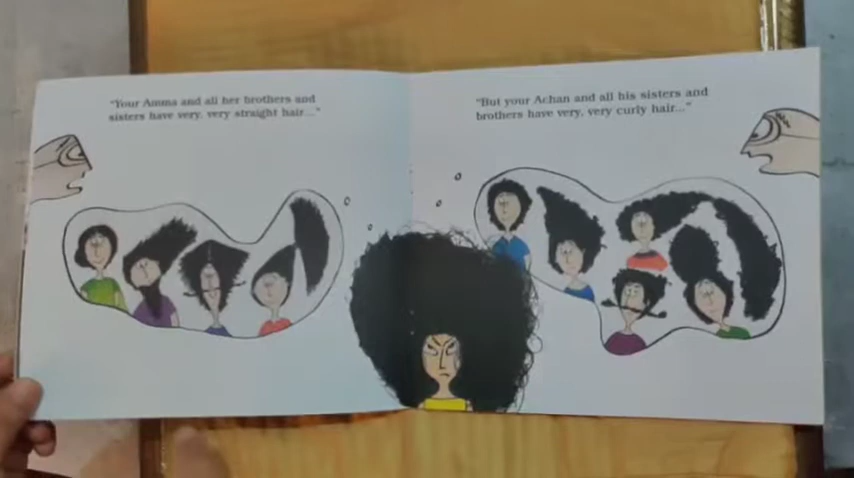 "Your Amma and all her brothers and
sisters have very, very straight hair..."
"But your Achan and all his sisters and
brothers have very, very curly hair..."